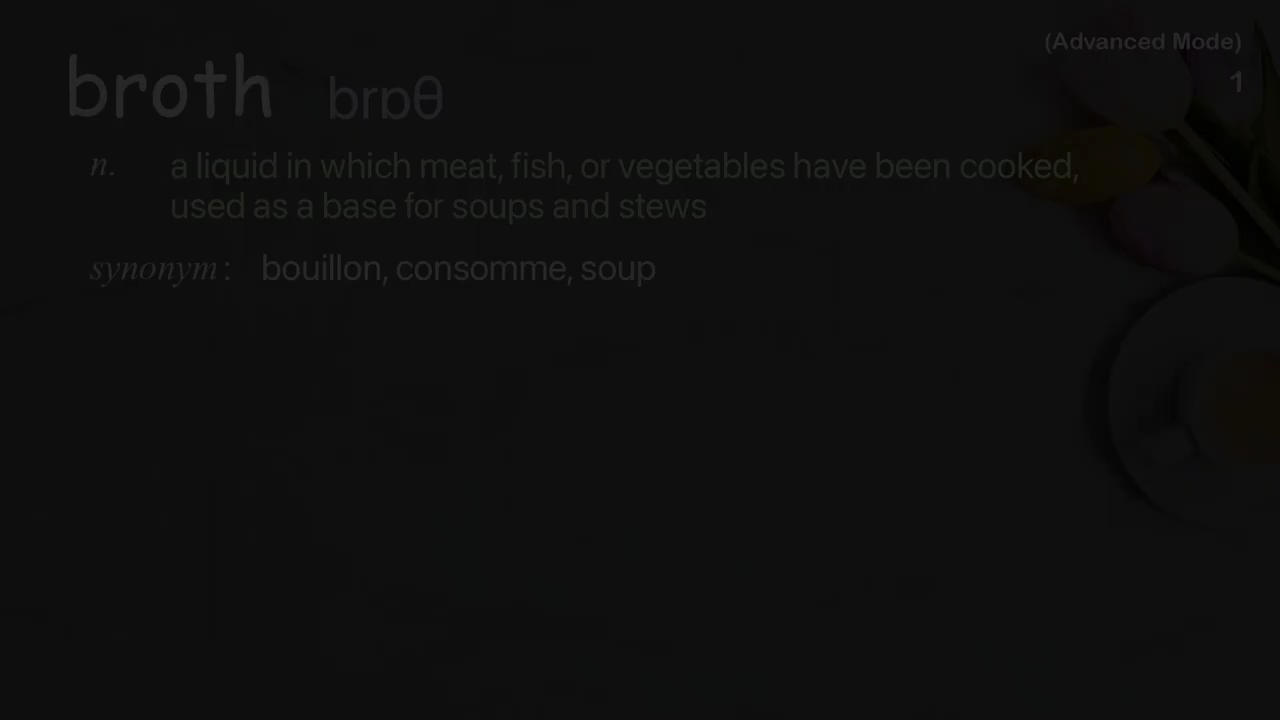 (Advanced Mode)
broth brɒθ
1
n. a liquid in which meat, fish, or vegetables have been cooked,
used as a base for soups and stews
synonym: bouillon, consomme, soup